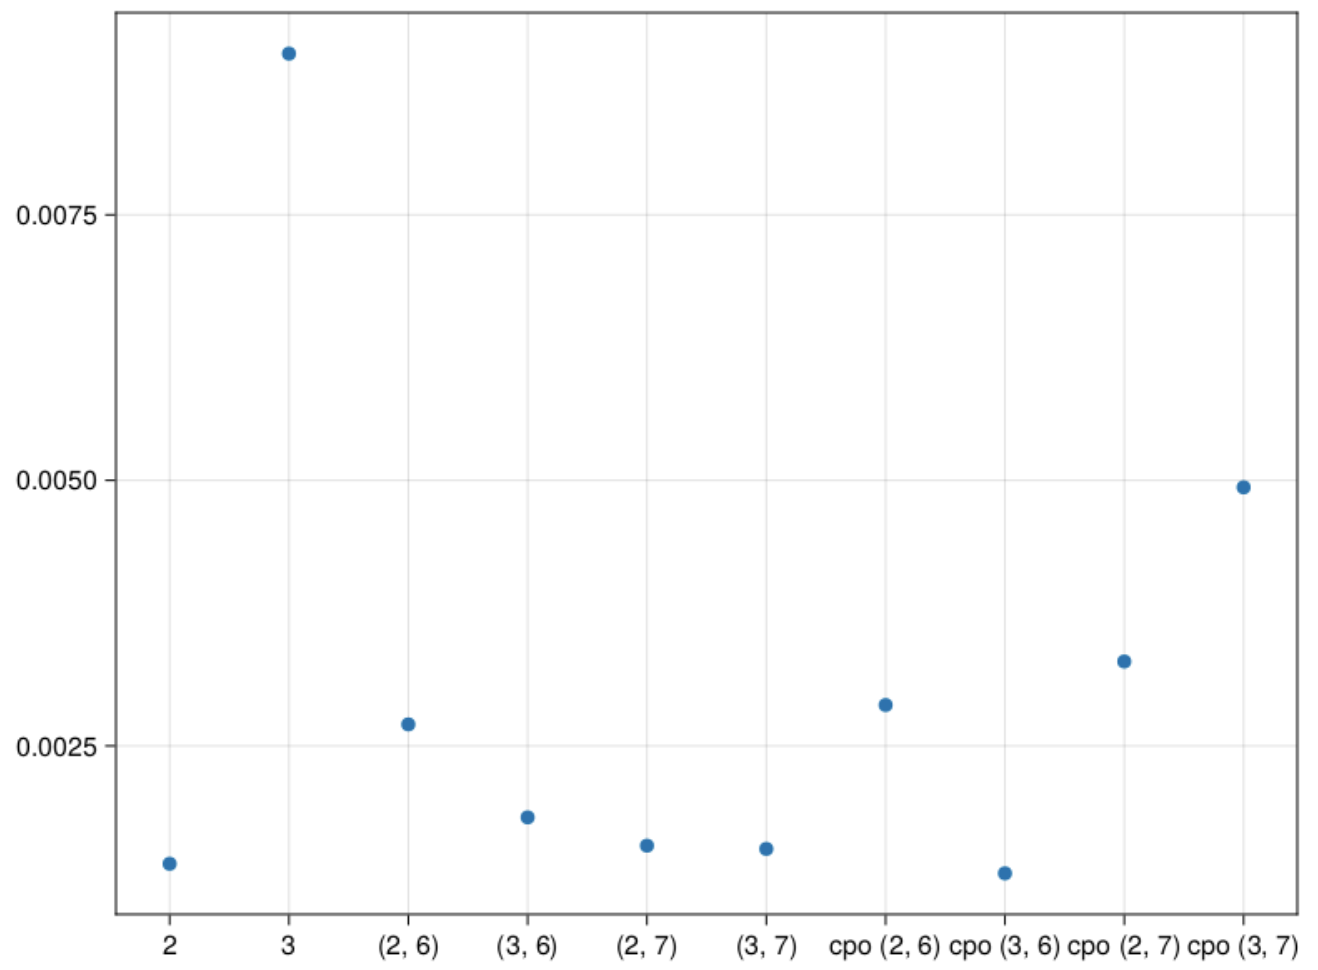 0.0075
0.0050
0.0025
2 3 (2, 6) (3, 6) (2, 7) (3, 7) cpo (2, 6) cpo (3, 6) cpo (2, 7) cpo (3, 7)